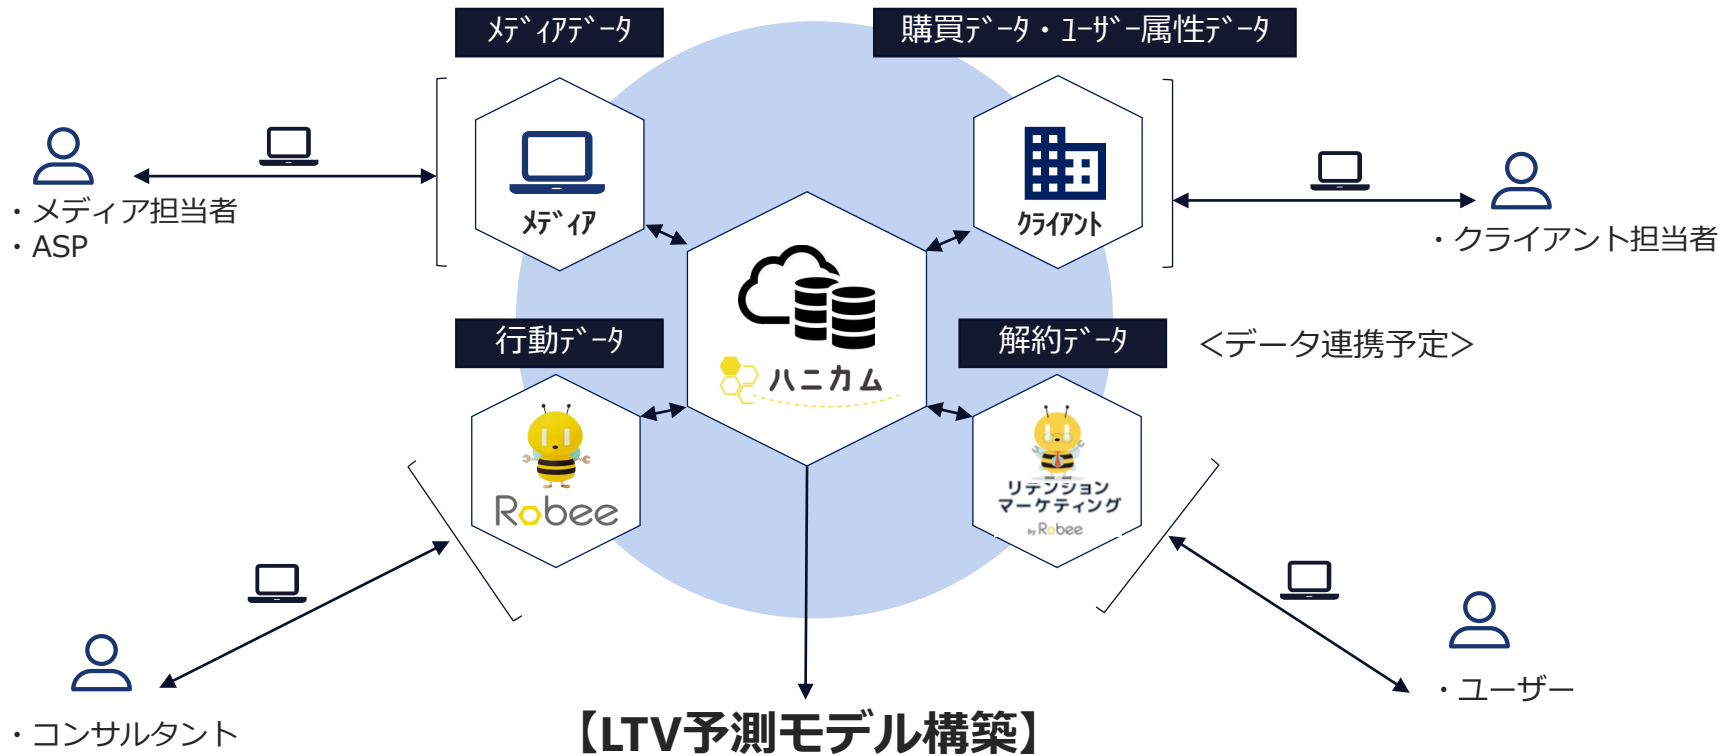 ﾒﾃﾞｨｱﾃﾞｰﾀ
購買ﾃﾞｰﾀ・ﾕｰｻﾞｰ属性ﾃﾞｰﾀ
・メディア担当者
・ASP
ﾒﾃﾞｨｱ
ｸﾗｲｱﾝﾄ
・クライアント担当者
ハニカム
行動ﾃﾞｰﾀ
解約ﾃﾞｰﾀ
＜データ連携予定＞
Robee
リテンション
マーケティング
by Robee
・コンサルタント
・ユーザー
【LTV予測モデル構築】